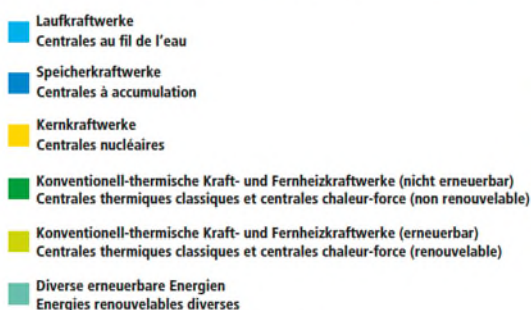 Laufkraftwerke
Centrales au fil de l'eau
Speicherkraftwerke
Centrales à accumulation
Kernkraftwerke
Centrales nucléaires
Konventionell-thermische Kraft- und Fernheizkraftwerke (nicht erneuerbar)
Centrales thermiques classiques et centrales chaleur-force (non renouvelable)
Konventionell-thermische Kraft- und Fernheizkraftwerke (erneuerbar)
Centrales thermiques classiques et centrales chaleur-force (renouvelable)
Diverse erneuerbare Energien
Energies renouvelables diverses